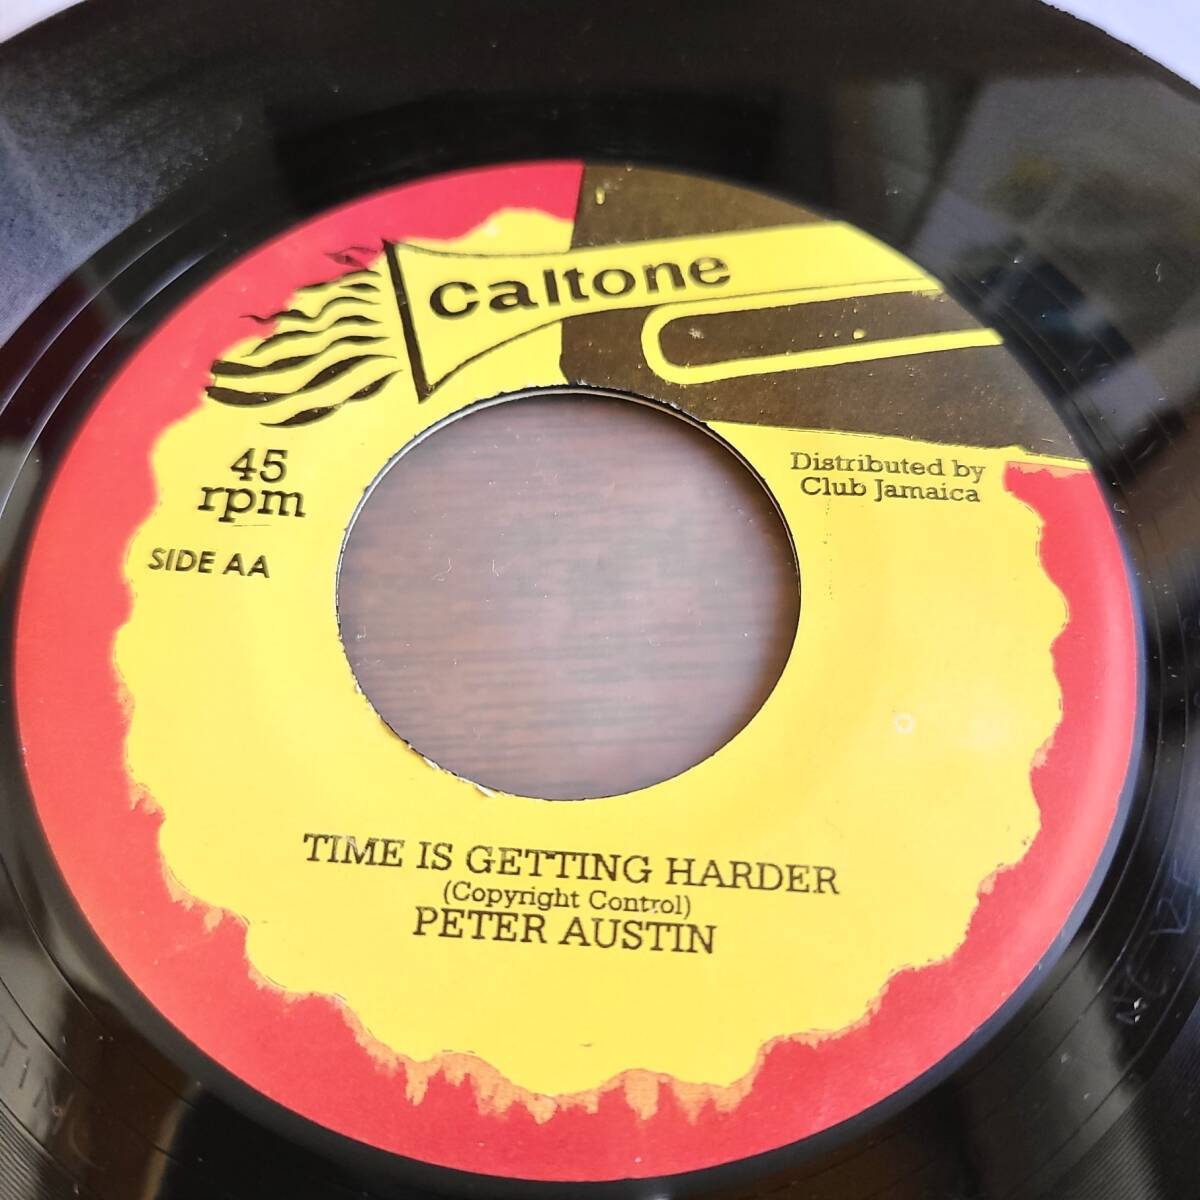 caltone
45
rpm
SIDE AA
Distributed by
Club Jamaica
TIME IS GETTING HARDER
(Copyright Control)
PETER AUSTIN